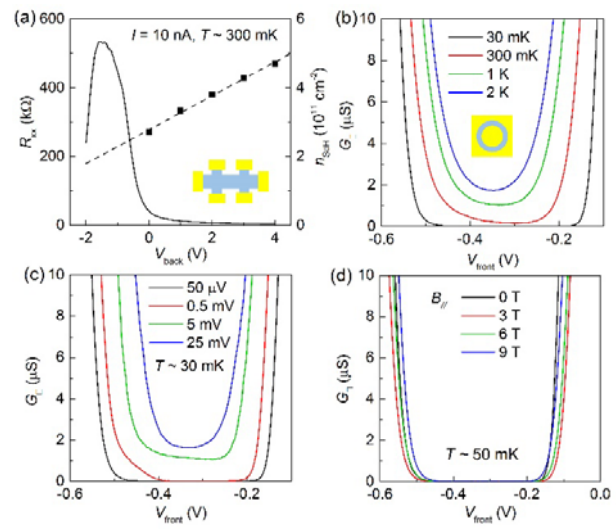 (a)
I = 10 nA, T ~ 300 mK
600
400
200
0
R_xx (kΩ)
6
5
4
3
2
1
0
n_SdH (10^11 cm^-2)
-2 0 2 4
V_back (V)
(b)
30 mK
300 mK
1 K
2 K
10
8
6
4
2
0
(µS)
-0.6 -0.4 -0.2
V_front (V)
(c)
50 µV
0.5 mV
5 mV
25 mV
T ~ 30 mK
10
8
6
4
2
0
(µS)
-0.6 -0.4 -0.2
V_front (V)
(d)
B_//
0 T
3 T
6 T
9 T
T ~ 50 mK
10
8
6
4
2
0
(µS)
-0.6 -0.4 -0.2 0.0
V_front (V)